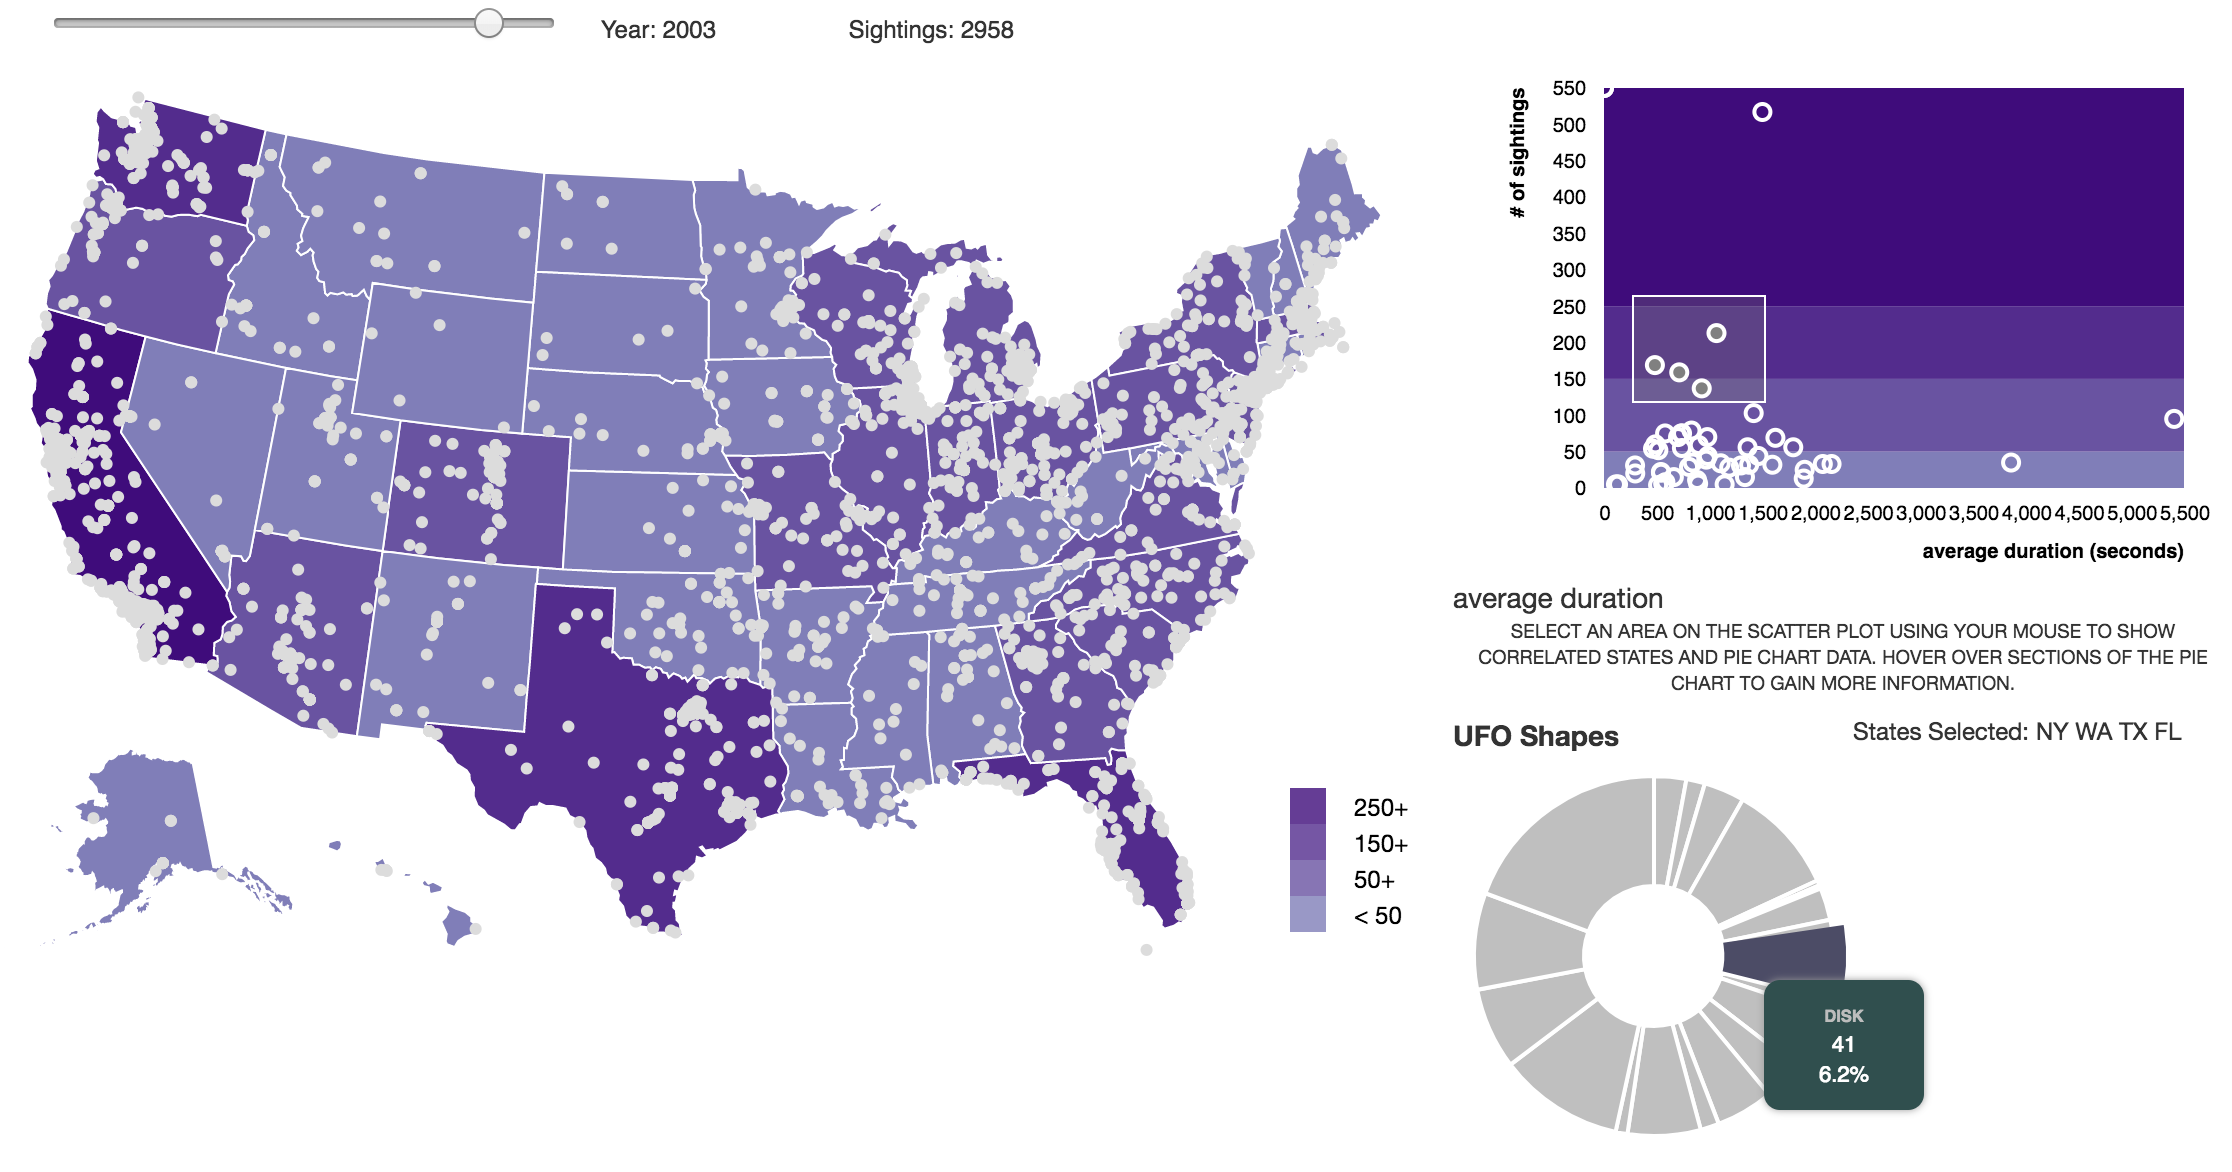 Year: 2003 Sightings: 2958
# of sightings
550
500
450
400
350
300
250
200
150
100
50
0
0 500 1,000 1,500 2,000 2,500 3,000 3,500 4,000 4,500 5,000 5,500
average duration (seconds)
average duration
SELECT AN AREA ON THE SCATTER PLOT USING YOUR MOUSE TO SHOW
CORRELATED STATES AND PIE CHART DATA. HOVER OVER SECTIONS OF THE PIE
CHART TO GAIN MORE INFORMATION.
UFO Shapes States Selected: NY WA TX FL
250+
150+
50+
< 50
DISK
41
6.2%